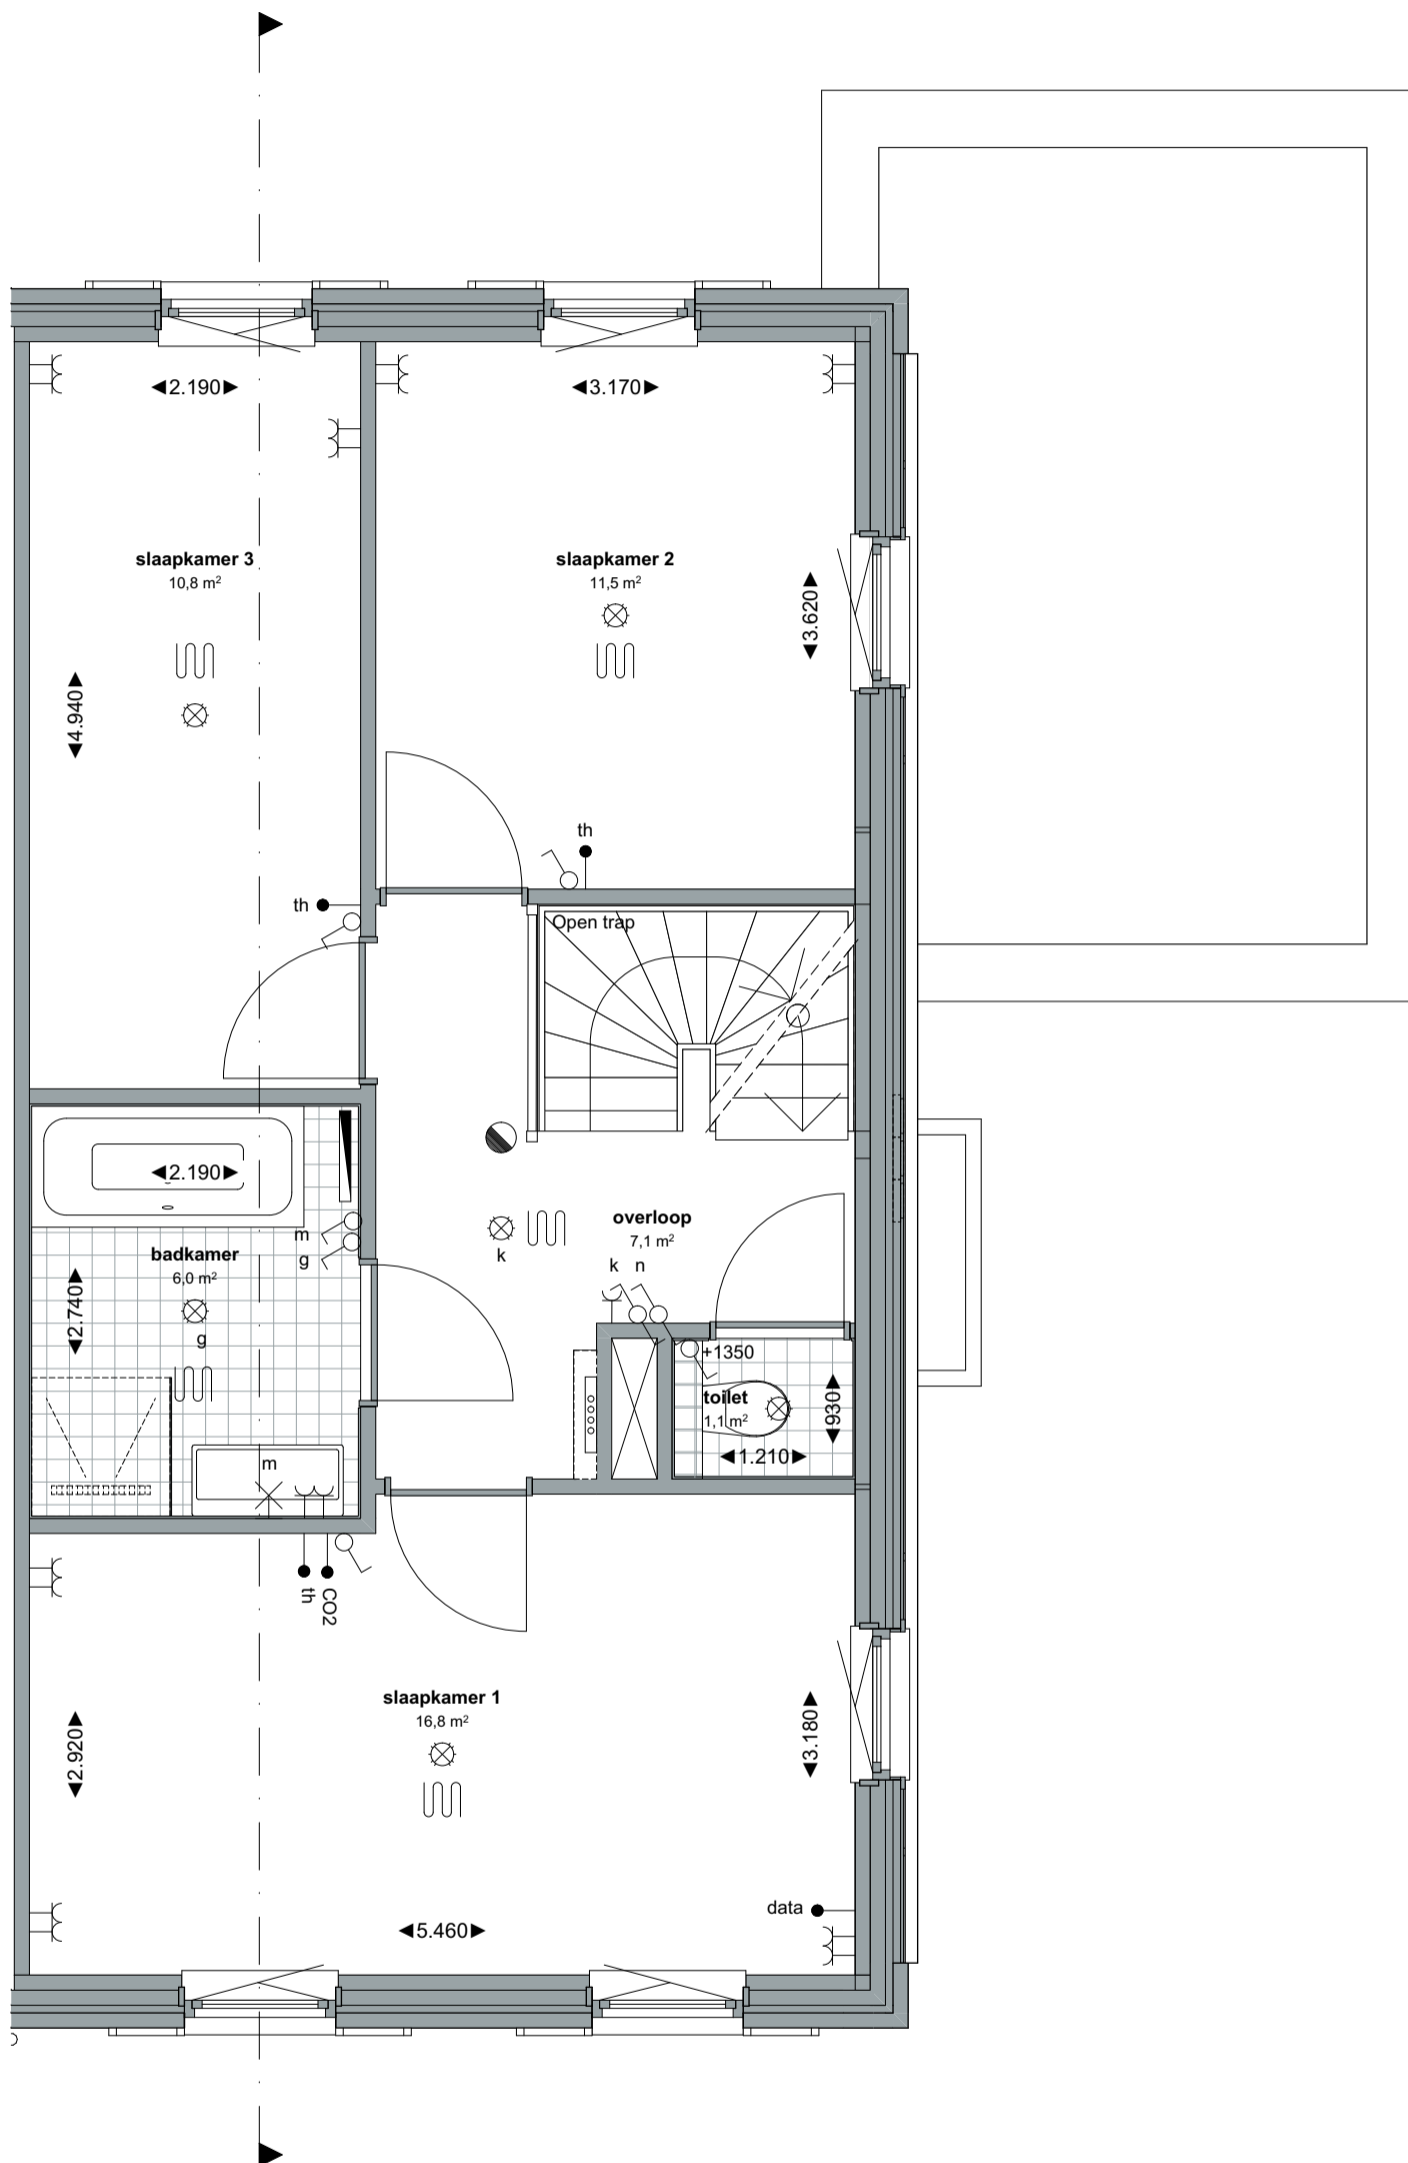 2.190
3.170
slaapkamer 3
10,8 m²
slaapkamer 2
11,5 m²
3.620
4.940
th
th
Open trap
2.190
m
g
badkamer
6,0 m²
g
2.740
k
overloop
7,1 m²
k n
+1350
toilet
1,1 m²
930
1.210
m
th
CO2
slaapkamer 1
16,8 m²
2.920
3.180
data
5.460